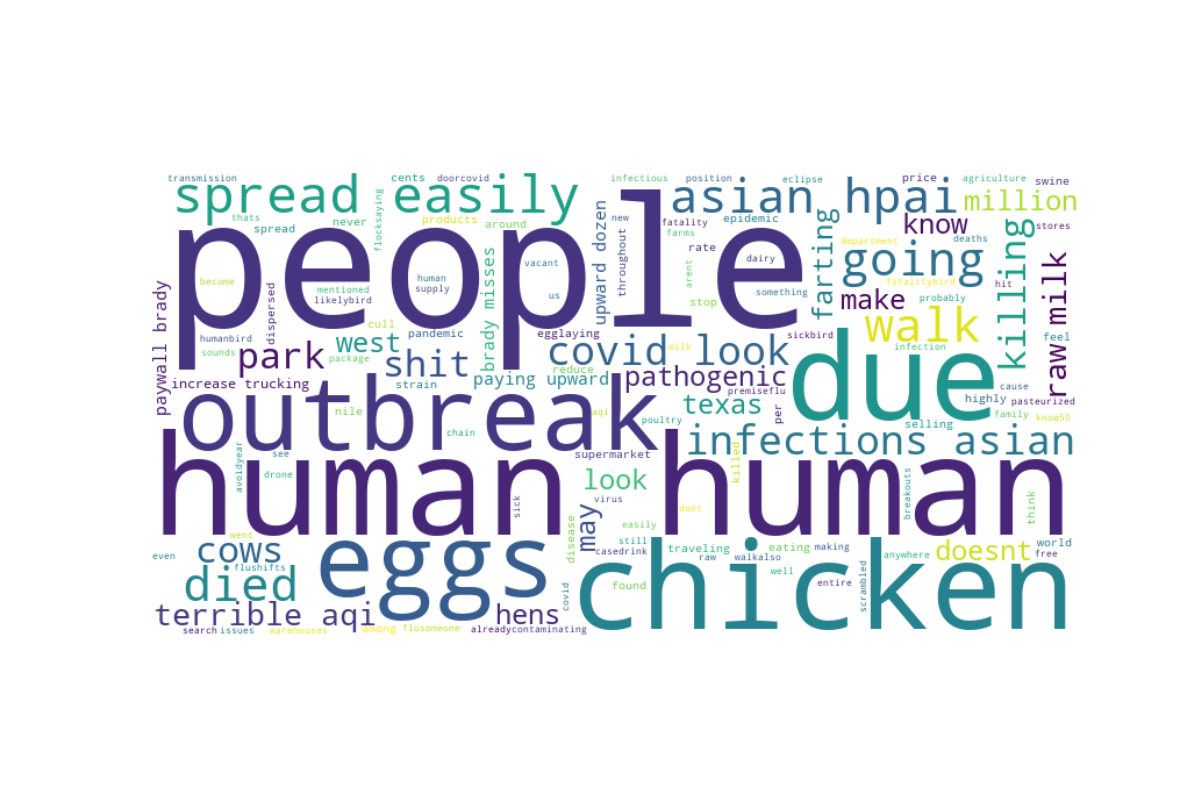 transmission
cents
doorcovid
infectious
position
eclipse
price
agriculture
swine
spread easily
asian hpai
million
thats
spread
flocksaying
never
products
around
people
upward dozen
new
throughout
fatality
farms
epidemic
rate
farting
know
stores
department
deaths
killing
going
become
mentioned
likelybird
human
supply
vacant
us
brady misses
arent
dairy
something
stop
make
fatalitybird
probably
hit
raw milk
paywall brady
dispersed
humanbird
sounds
park
cull
west
package
pandemic
shit
egglaying
reduce
milk
covid look
sickbird
walk
infection
feel
increase trucking
strain
paying upward
pathogenic
premiseflu
due
cause
highly
pasteurized
nile
aqi
poultry
texas
per
family
know50
outbreak
chain
selling
infections asian
avoidyear
see
drone
supermarket
killed
human human
look
virus
sick
dont
breakouts
think
went
even
flushifts
cows
eggs
disease
may
easily
still
casedrink
traveling
raw
walkalso
eating
making
well
anywhere
doesnt
world
free
died
covid
found
entire
scrambled
chicken
terrible aqi
hens
search
issues
warehouses
among
flusomeone
alreadycontaminating